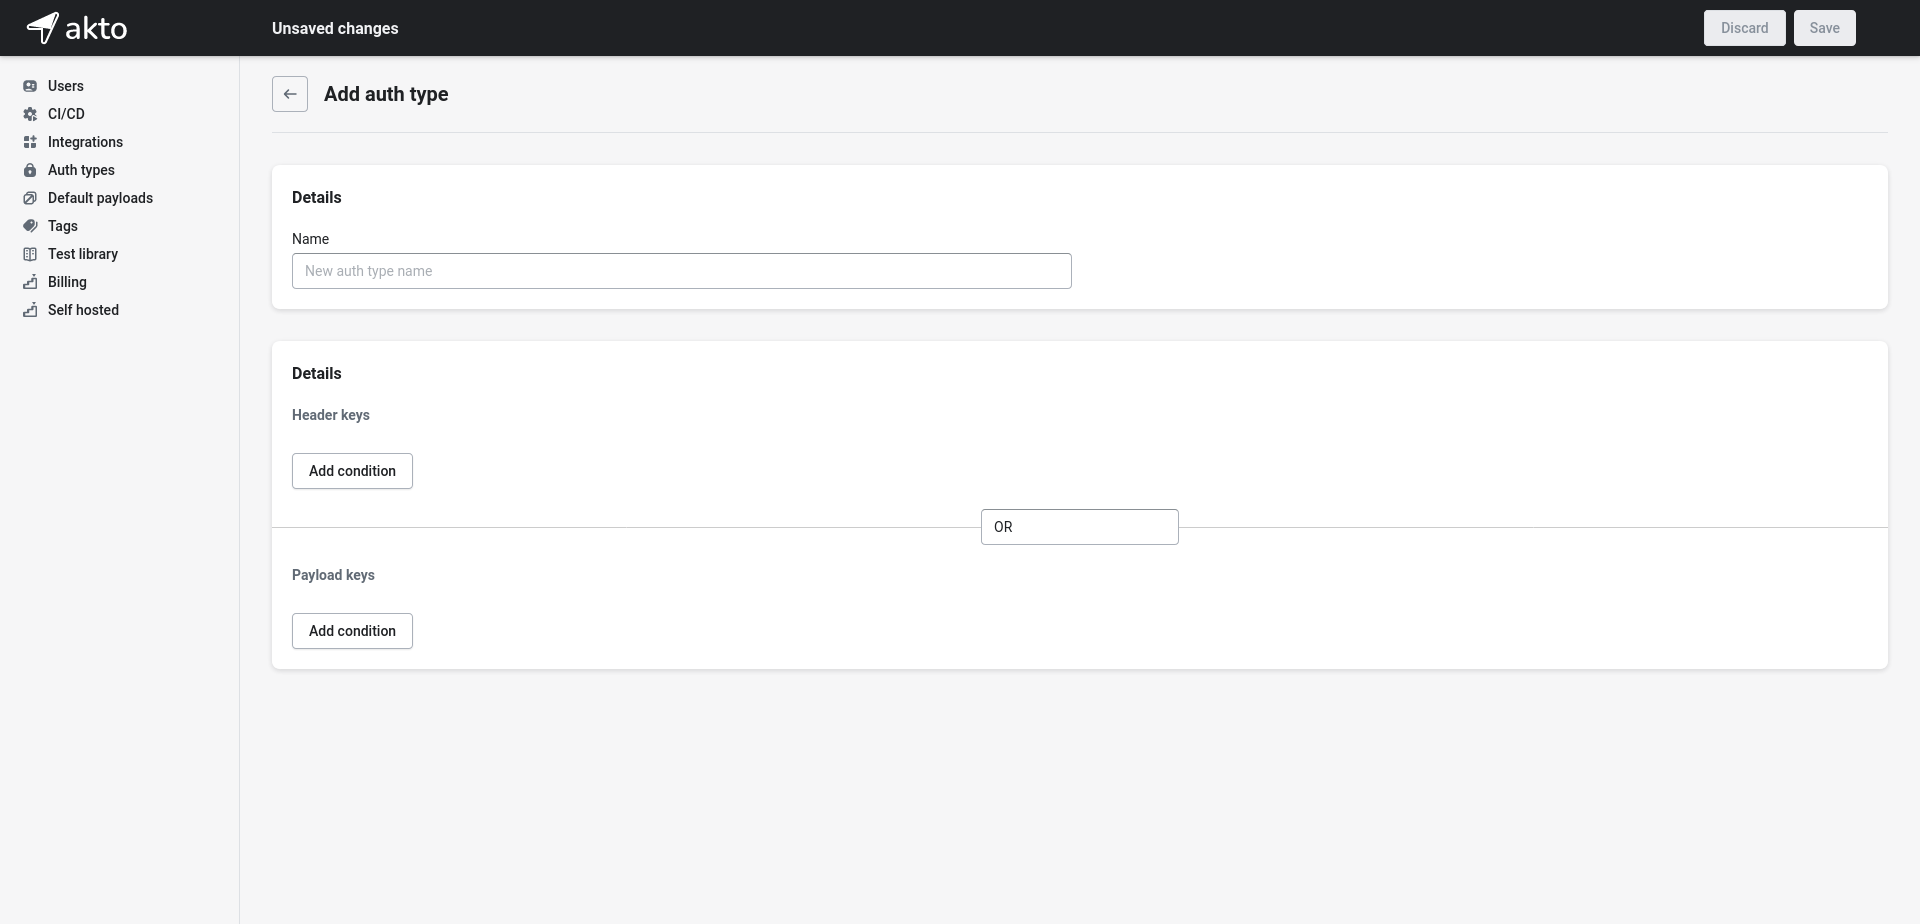 akto
Unsaved changes
Discard
Save
Users
CI/CD
Integrations
Auth types
Default payloads
Tags
Test library
Billing
Self hosted
Add auth type
Details
Name
New auth type name
Details
Header keys
Add condition
OR
Payload keys
Add condition